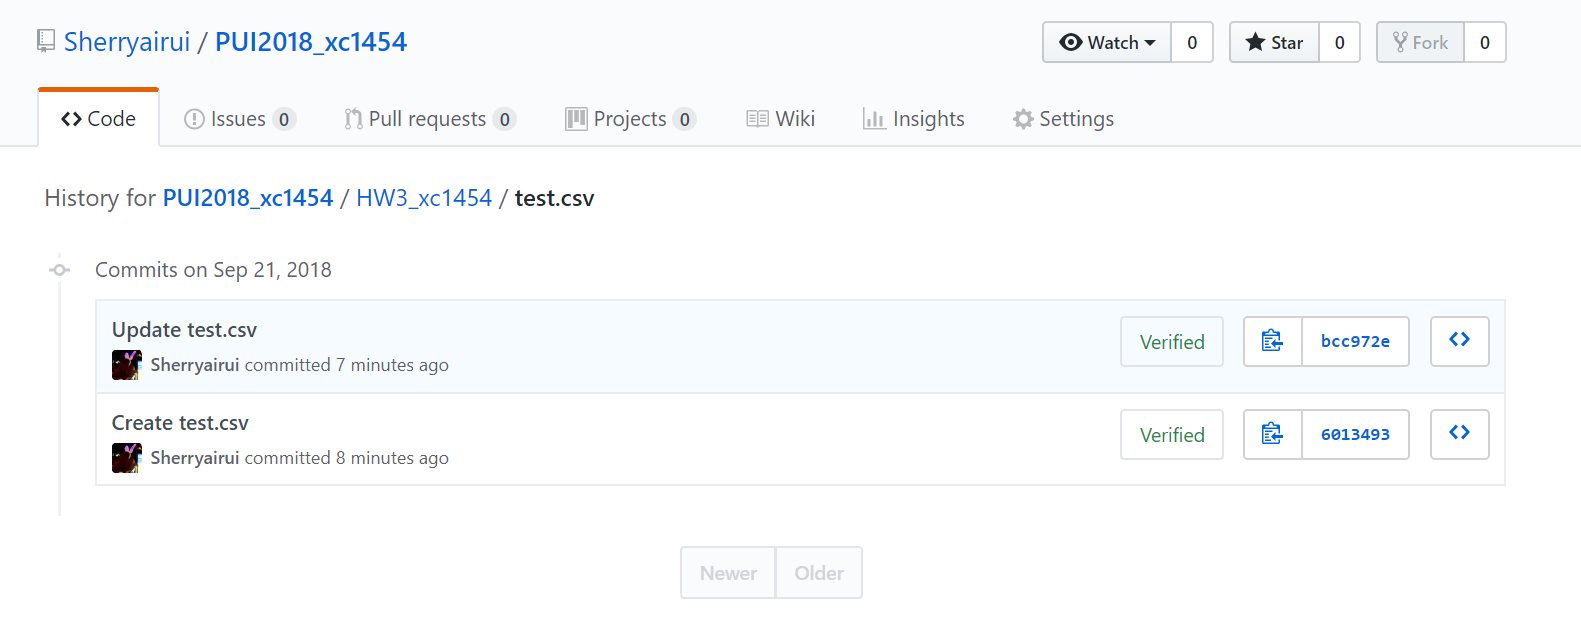 Sherryairui / PUI2018_xc1454
Watch 0 Star 0 Fork 0
Code Issues 0 Pull requests 0 Projects 0 Wiki Insights Settings
History for PUI2018_xc1454 / HW3_xc1454 / test.csv
Commits on Sep 21, 2018
Update test.csv
Sherryairui committed 7 minutes ago
Verified bcc972e
Create test.csv
Sherryairui committed 8 minutes ago
Verified 6013493
Newer Older